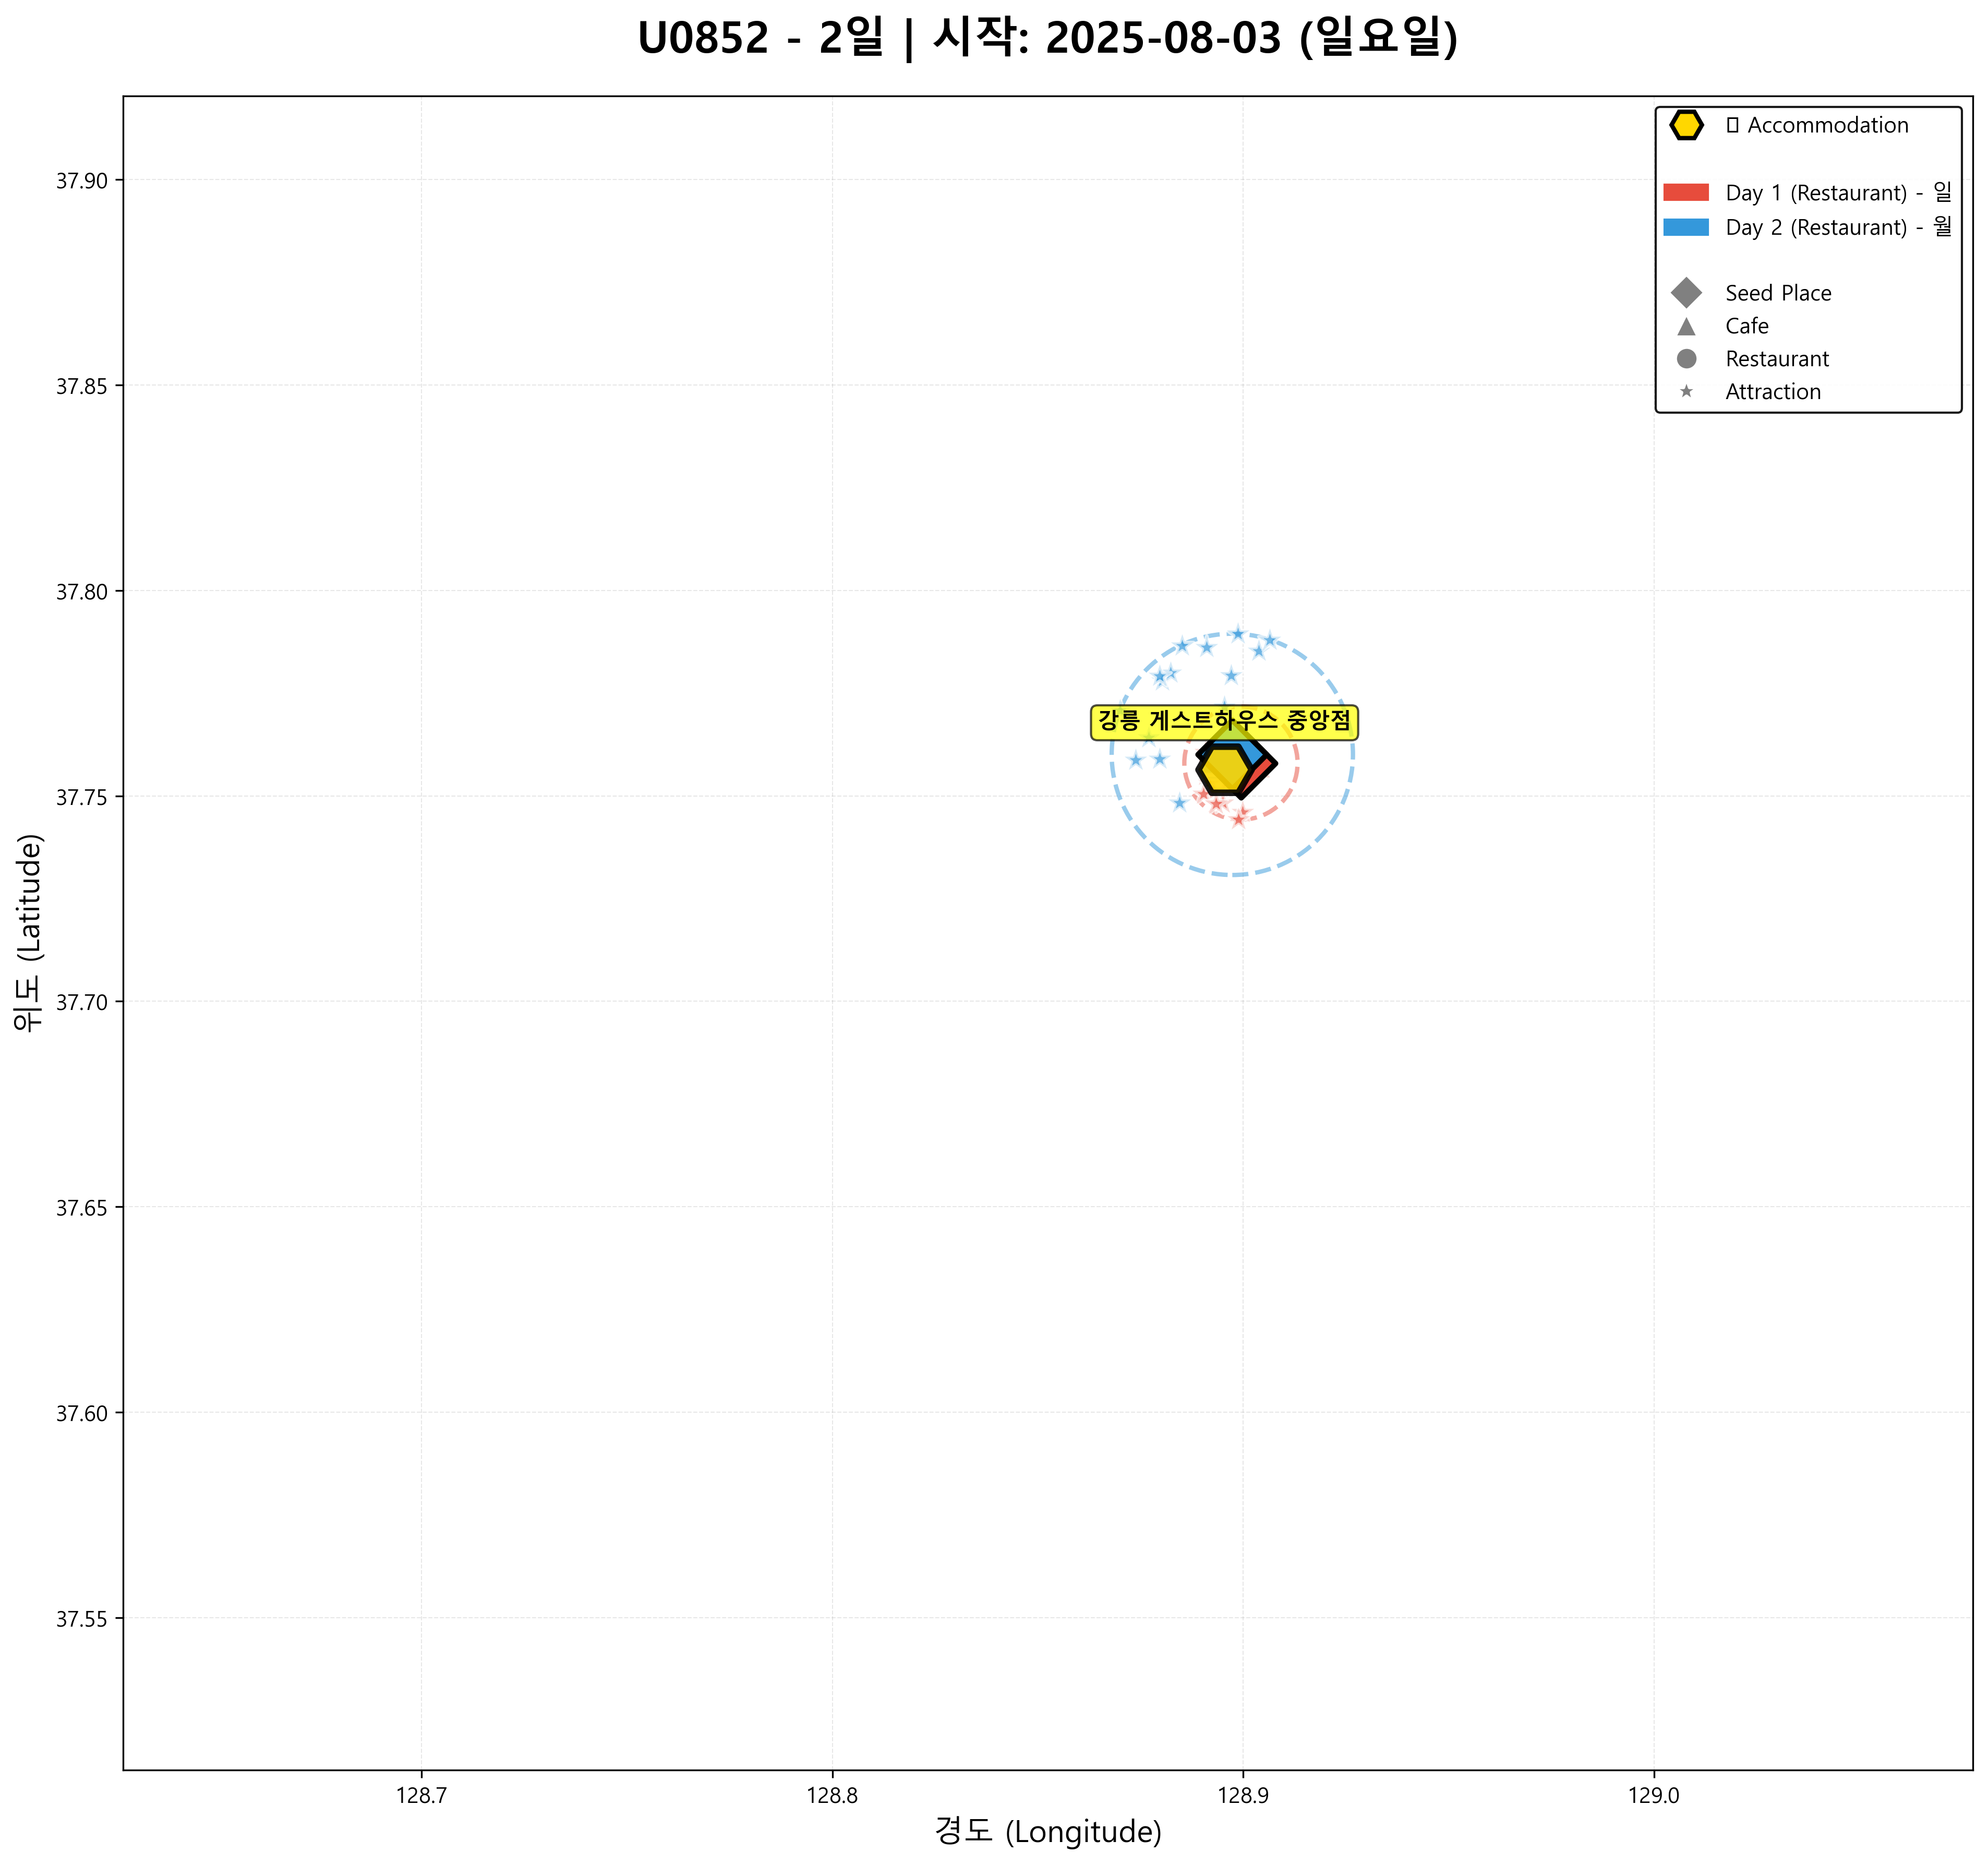 U0852 - 2일 | 시작: 2025-08-03 (일요일)
Accommodation
Day 1 (Restaurant) - 일
Day 2 (Restaurant) - 월
Seed Place
Cafe
Restaurant
Attraction
강릉 게스트하우스 중앙점
위도 (Latitude)
37.90
37.85
37.80
37.75
37.70
37.65
37.60
37.55
128.7
128.8
128.9
129.0
경도 (Longitude)